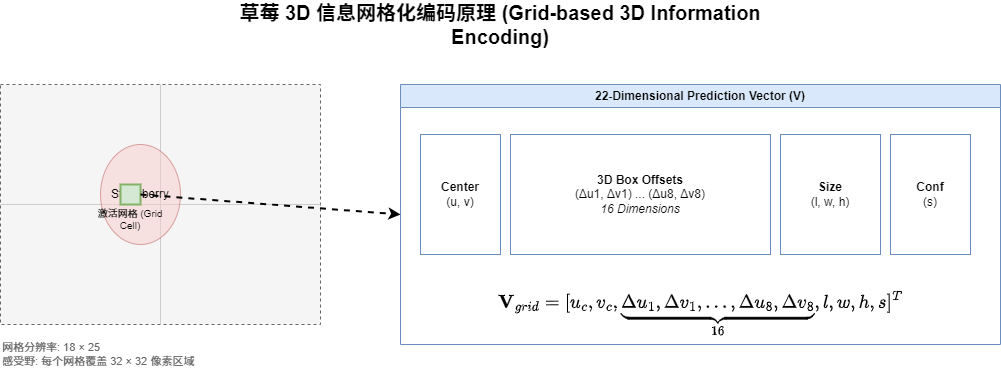 草莓 3D 信息网格化编码原理 (Grid-based 3D Information
Encoding)
22-Dimensional Prediction Vector (V)
Center
(u, v)
3D Box Offsets
(Δu1, Δv1) ... (Δu8, Δv8)
16 Dimensions
Size
(l, w, h)
Conf
(s)
激活网格 (Grid
Cell)
V_{grid} = [u_c, v_c, Δu_1, Δv_1, …, Δu_8, Δv_8, l, w, h, s]^T
16
网格分辨率: 18 × 25
感受野: 每个网格覆盖 32 × 32 像素区域